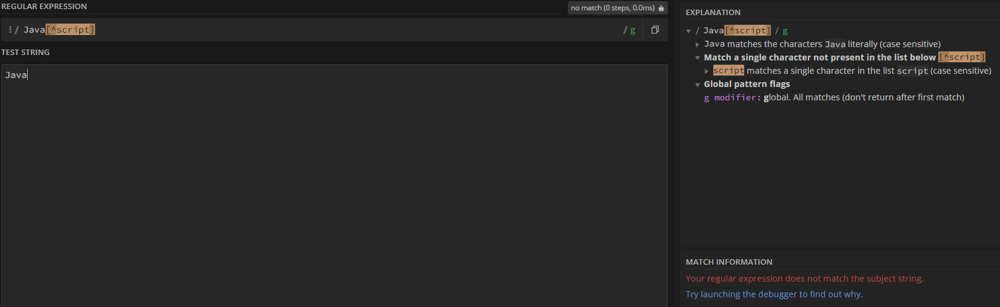 REGULAR EXPRESSION
no match (0 steps, 0.0ms)
/ Java[^script] / g
TEST STRING
Java
EXPLANATION
/ Java[^script] / g
Java matches the characters Java literally (case sensitive)
Match a single character not present in the list below [^script]
script matches a single character in the list script (case sensitive)
Global pattern flags
g modifier: global. All matches (don't return after first match)
MATCH INFORMATION
Your regular expression does not match the subject string.
Try launching the debugger to find out why.